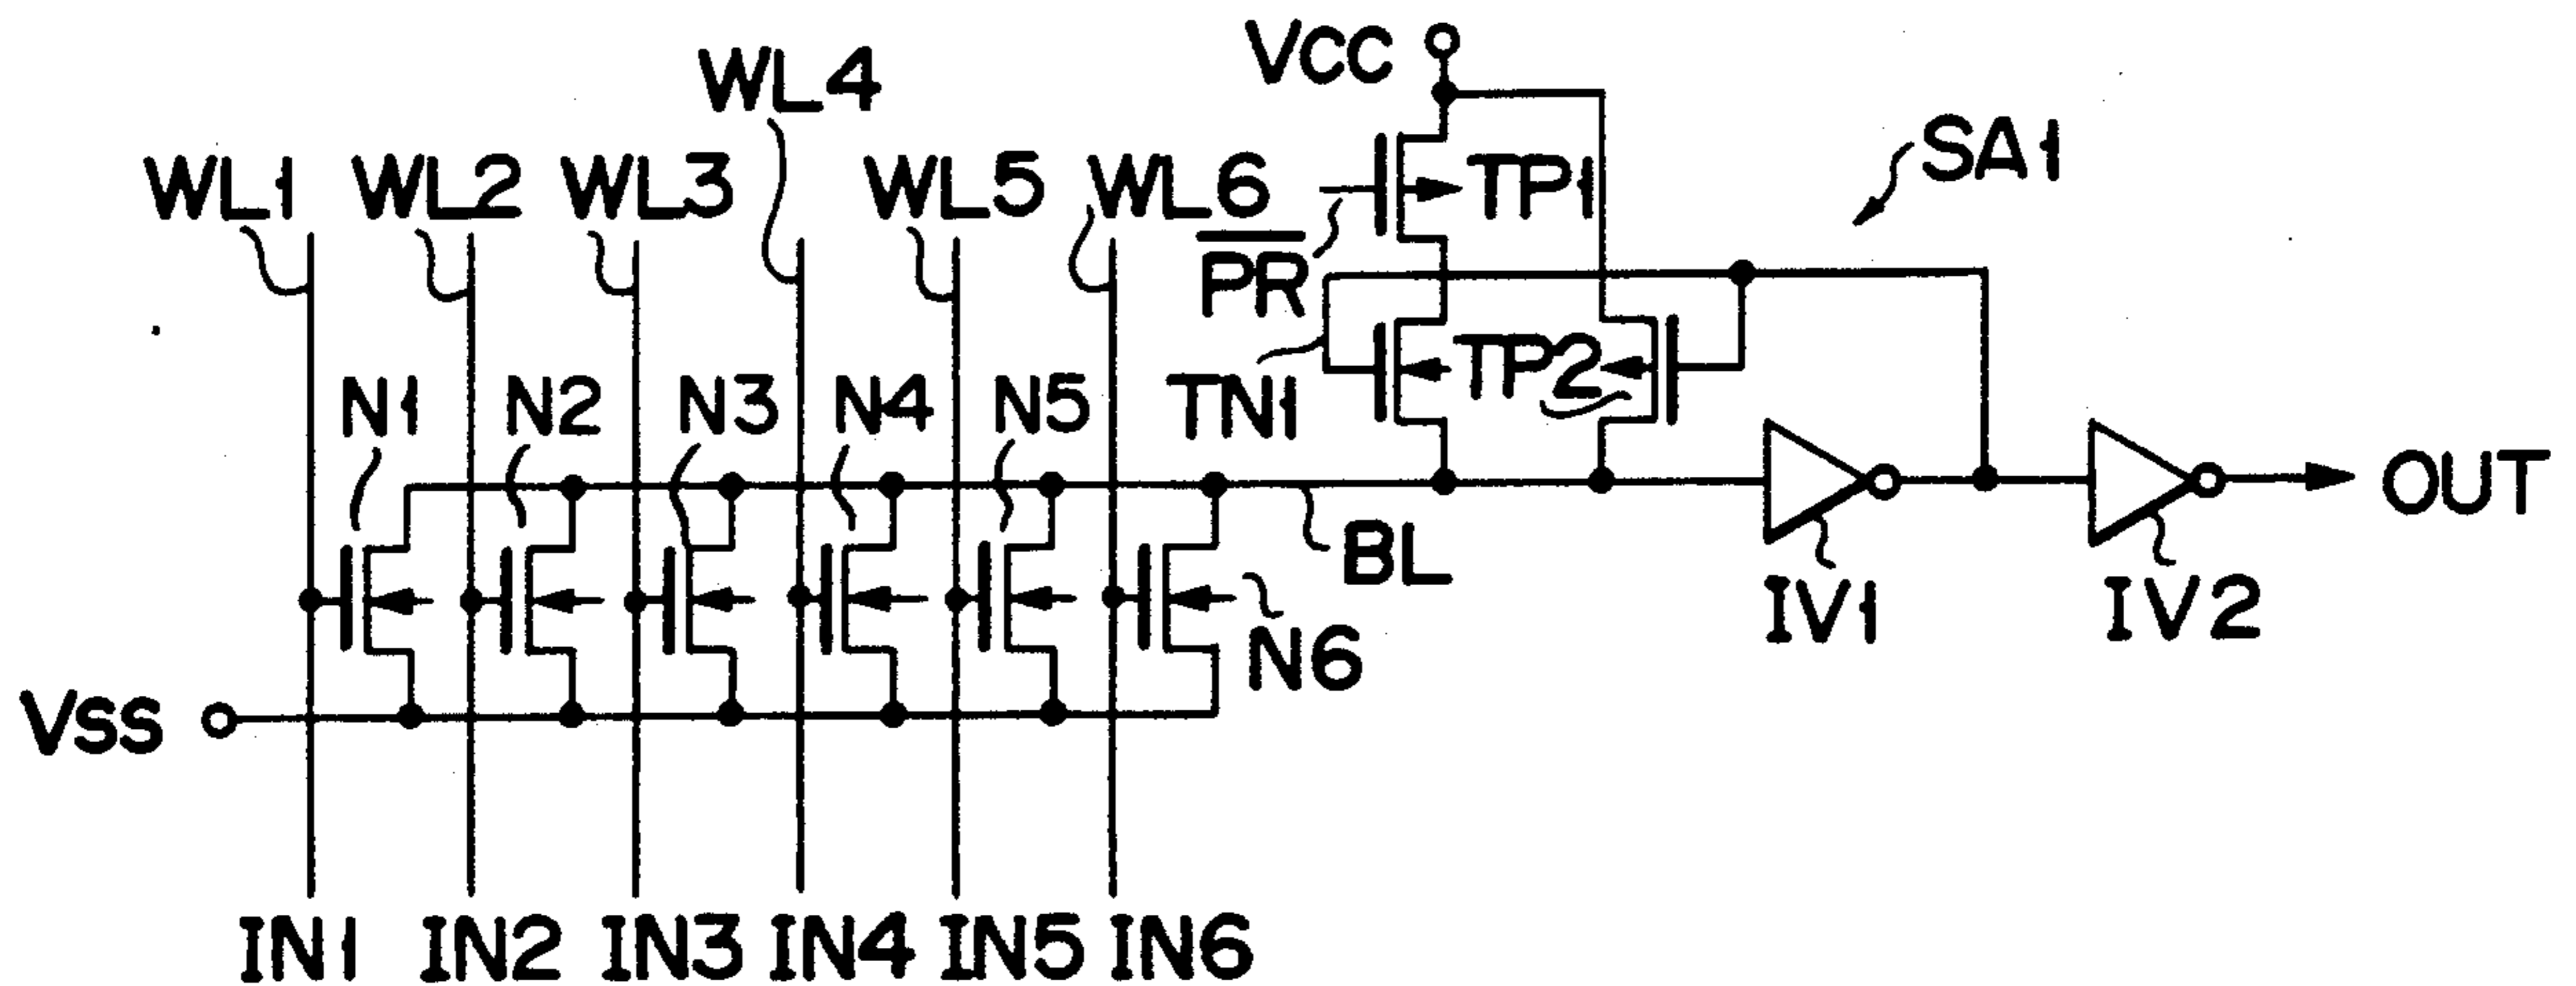 VCC
WL4
SA1
WL1 WL2 WL3 WL5 WL6
TP1
P̅R̅
TP2
N1 N2 N3 N4 N5
TN1
OUT
BL
IV1 IV2
N6
VSS
IN1 IN2 IN3 IN4 IN5 IN6